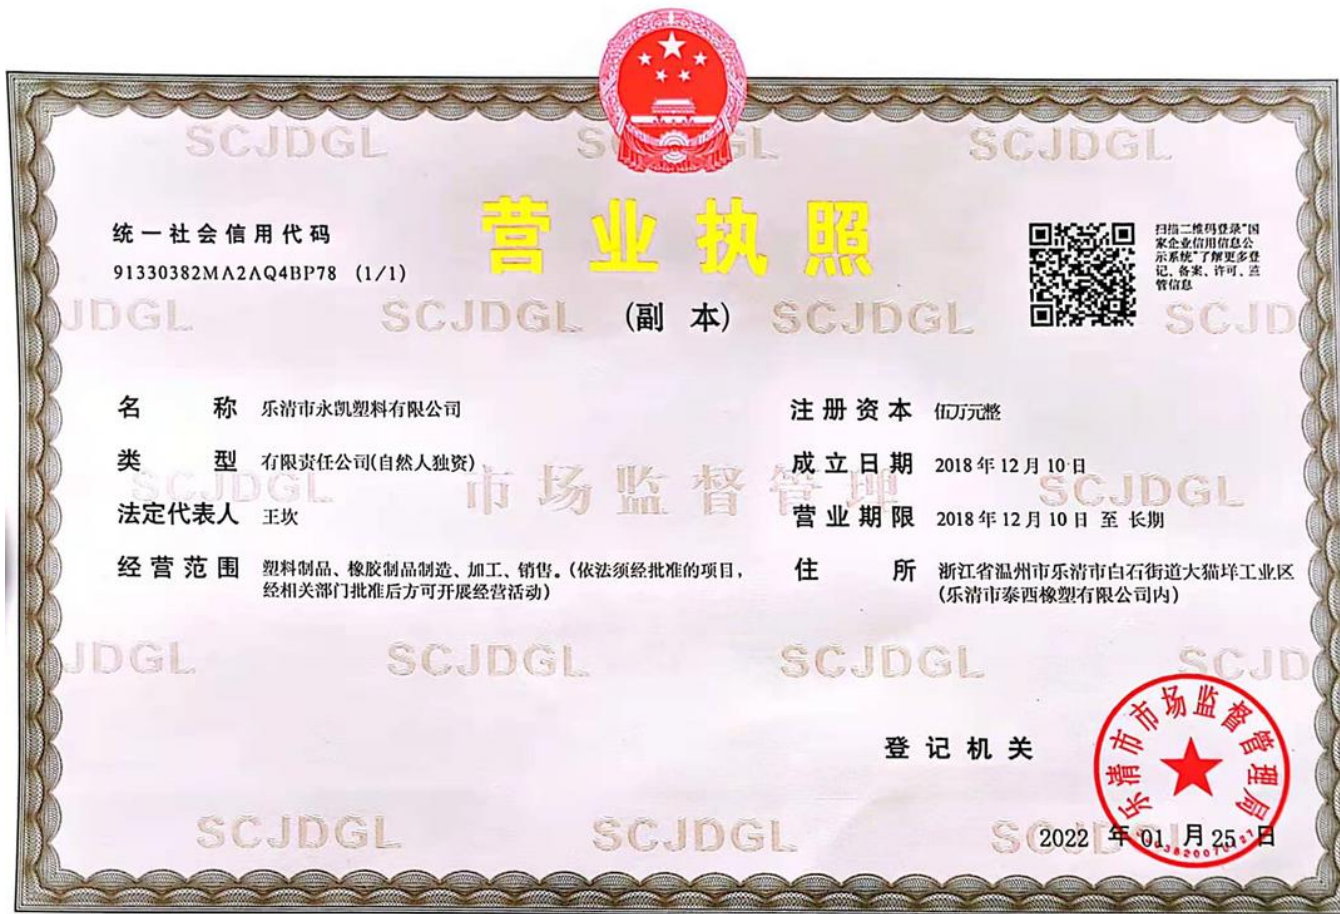 SCJDGL
SCJDGL
营业执照
(副 本)
统一社会信用代码
91330382MA2AQ4BP78 (1/1)
扫描二维码登录"国
家企业信用信息公
示系统"了解更多登
记、备案、许可、监
管信息
JDGL SCJDGL SCJDGL SCJD
名 称 乐清市永凯塑料有限公司
类 型 有限责任公司(自然人独资)
法定代表人 王坎
经营范围 塑料制品、橡胶制品制造、加工、销售。(依法须经批准的项目，
经相关部门批准后方可开展经营活动)
注册资本 伍万元整
成立日期 2018年12月10日
营业期限 2018年12月10日 至 长期
住 所 浙江省温州市乐清市白石街道大猫垟工业区
(乐清市泰西橡塑有限公司内)
SCJDGL 市场监督管理 SCJDGL
JDGL SCJDGL SCJDGL SCJD
登记机关
乐清市市场监督管理局
2022 年 01 月 25 日
SCJDGL SCJDGL